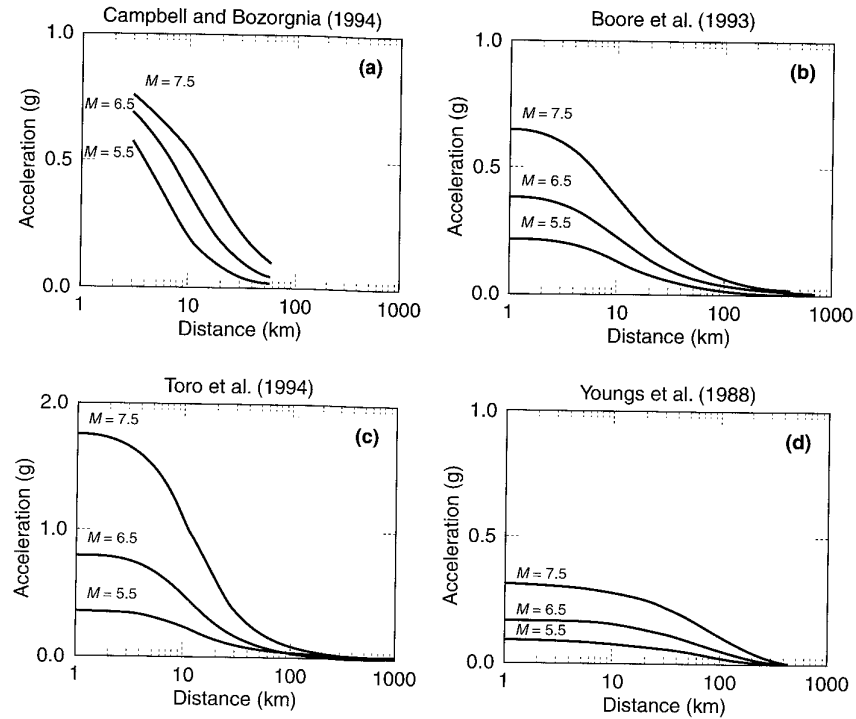 Campbell and Bozorgnia (1994)
1.0
(a)
M = 7.5
M = 6.5
M = 5.5
0.5
0.0
Acceleration (g)
1 10 100 1000
Distance (km)
Boore et al. (1993)
1.0
(b)
M = 7.5
0.5
M = 6.5
M = 5.5
0.0
Acceleration (g)
1 10 100 1000
Distance (km)
Toro et al. (1994)
2.0
M = 7.5
(c)
1.0
M = 6.5
M = 5.5
0.0
Acceleration (g)
1 10 100 1000
Distance (km)
Youngs et al. (1988)
1.0
(d)
0.5
M = 7.5
M = 6.5
M = 5.5
0.0
Acceleration (g)
1 10 100 1000
Distance (km)